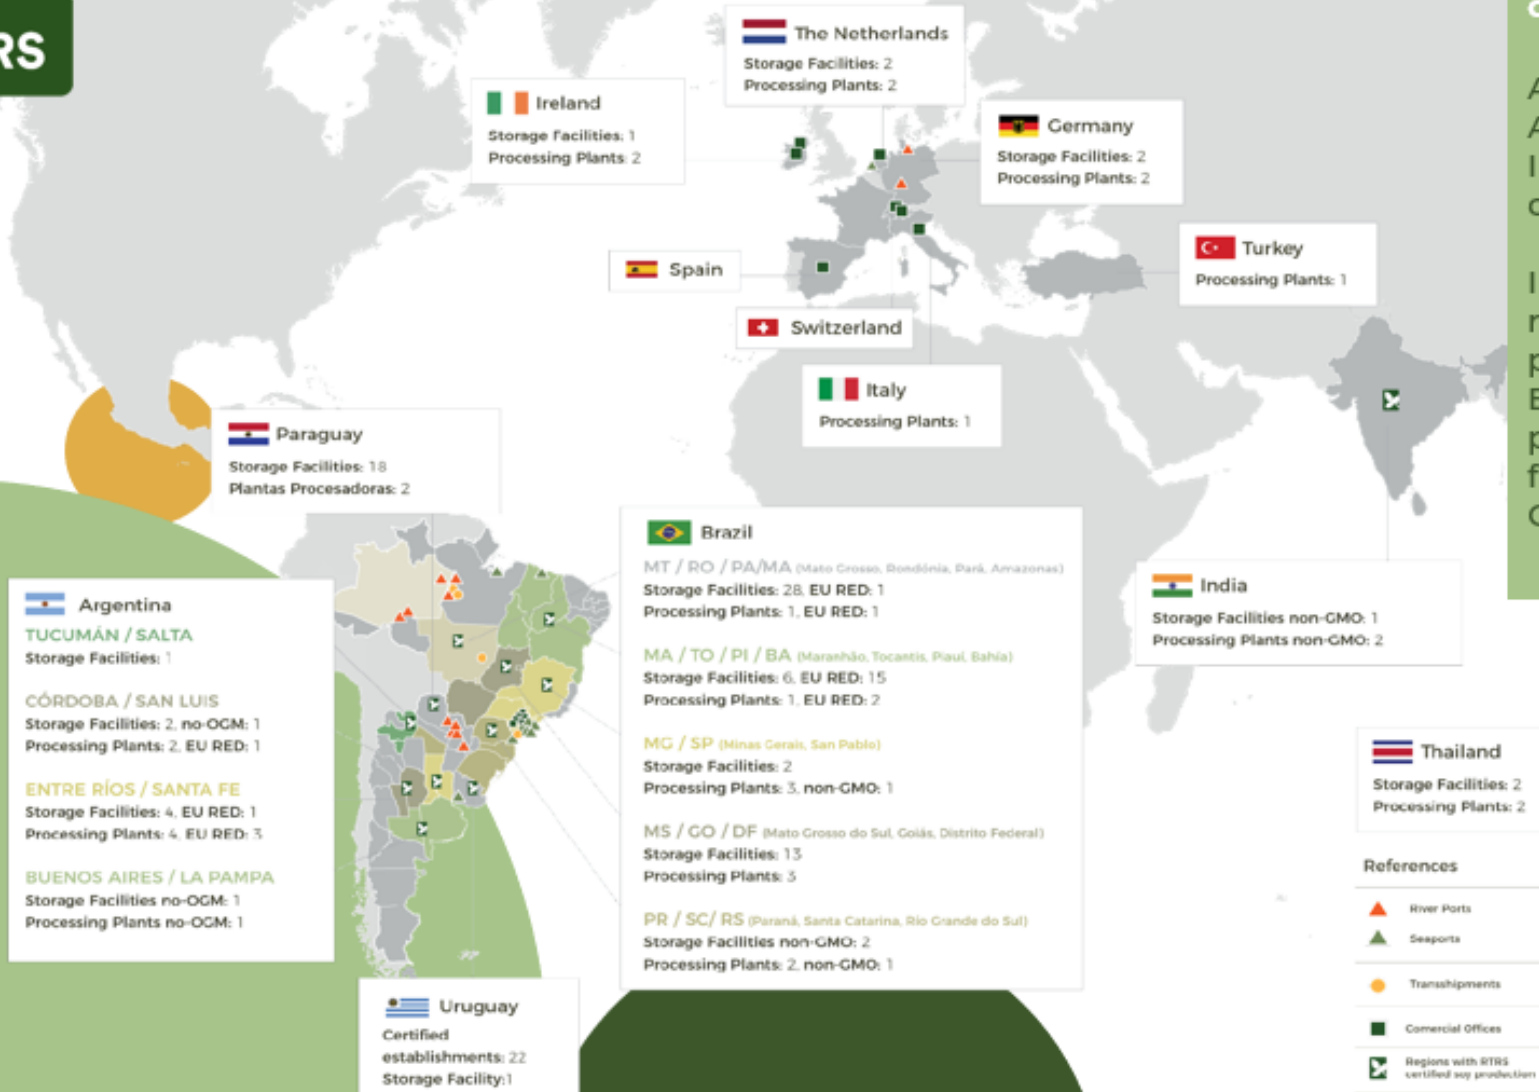 RS
The Netherlands
Storage Facilities: 2
Processing Plants: 2
Ireland
Storage Facilities: 1
Processing Plants: 2
Germany
Storage Facilities: 2
Processing Plants: 2
Spain
Turkey
Processing Plants: 1
Switzerland
Italy
Processing Plants: 1
Paraguay
Storage Facilities: 18
Plantas Procesadoras: 2
Brazil
MT / RO / PA/MA (Mato Grosso, Rondónia, Pará, Amazonas)
Storage Facilities: 28, EU RED: 1
Processing Plants: 1, EU RED: 1
MA / TO / PI / BA (Maranhão, Tocantis, Piauí, Bahía)
Storage Facilities: 6, EU RED: 15
Processing Plants: 1, EU RED: 2
MG / SP (Minas Gerais, San Pablo)
Storage Facilities: 2
Processing Plants: 3, non-GMO: 1
MS / GO / DF (Mato Grosso do Sul, Goiás, Distrito Federal)
Storage Facilities: 13
Processing Plants: 3
PR / SC/ RS (Paraná, Santa Catarina, Rio Grande do Sul)
Storage Facilities non-GMO: 2
Processing Plants: 2, non-GMO: 1
Argentina
TUCUMÁN / SALTA
Storage Facilities: 1
CÓRDOBA / SAN LUIS
Storage Facilities: 2, no-OGM: 1
Processing Plants: 2, EU RED: 1
ENTRE RÍOS / SANTA FE
Storage Facilities: 4, EU RED: 1
Processing Plants: 4, EU RED: 3
BUENOS AIRES / LA PAMPA
Storage Facilities no-OGM: 1
Processing Plants no-OGM: 1
India
Storage Facilities non-GMO: 1
Processing Plants non-GMO: 2
Uruguay
Certified
establishments: 22
Storage Facility:1
Thailand
Storage Facilities: 2
Processing Plants: 2
References
River Ports
Seaports
Transshipments
Comercial Offices
Regions with RTRS
certified soy production